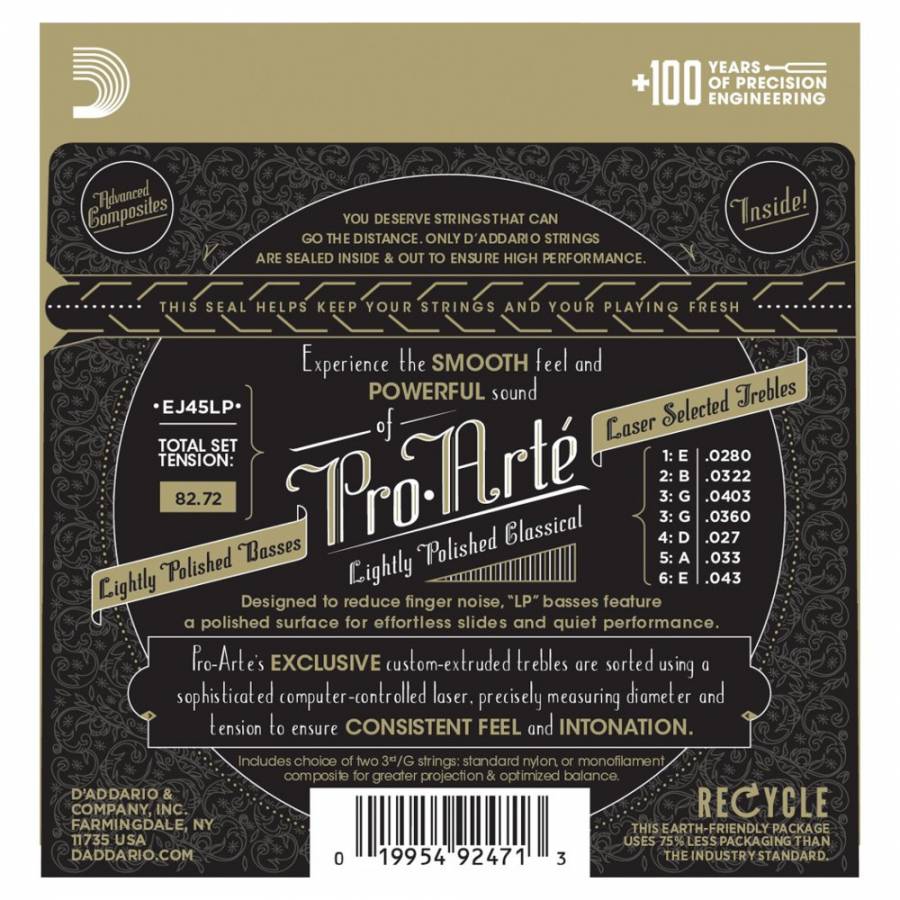 +100 YEARS
OF PRECISION
ENGINEERING
Advanced
Composites
Inside!
YOU DESERVE STRINGS THAT CAN
GO THE DISTANCE. ONLY D'ADDARIO STRINGS
ARE SEALED INSIDE & OUT TO ENSURE HIGH PERFORMANCE.
THIS SEAL HELPS KEEP YOUR STRINGS AND YOUR PLAYING FRESH
Experience the SMOOTH feel and
POWERFUL sound
of
Pro·Arté
Lightly Polished Classical
•EJ45LP•
TOTAL SET
TENSION:
82.72
Lightly Polished Basses
Laser Selected Trebles
1: E .0280
2: B .0322
3: G .0403
3: G .0360
4: D .027
5: A .033
6: E .043
Designed to reduce finger noise, "LP" basses feature
a polished surface for effortless slides and quiet performance.
Pro-Arte's EXCLUSIVE custom-extruded trebles are sorted using a
sophisticated computer-controlled laser, precisely measuring diameter and
tension to ensure CONSISTENT FEEL and INTONATION.
Includes choice of two 3rd/G strings: standard nylon, or monofilament
composite for greater projection & optimized balance.
D'ADDARIO &
COMPANY, INC.
FARMINGDALE, NY
11735 USA
DADDARIO.COM
0 19954 92471 3
RECYCLE
THIS EARTH-FRIENDLY PACKAGE
USES 75% LESS PACKAGING THAN
THE INDUSTRY STANDARD.